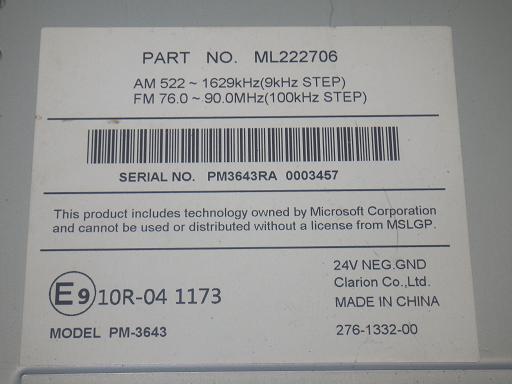 PART NO. ML222706
AM 522 ~ 1629kHz(9kHz STEP)
FM 76.0 ~ 90.0MHz(100kHz STEP)
SERIAL NO. PM3643RA 0003457
This product includes technology owned by Microsoft Corporation
and cannot be used or distributed without a license from MSLGP.
E9 10R-04 1173
24V NEG.GND
Clarion Co.,Ltd.
MADE IN CHINA
MODEL PM-3643
276-1332-00